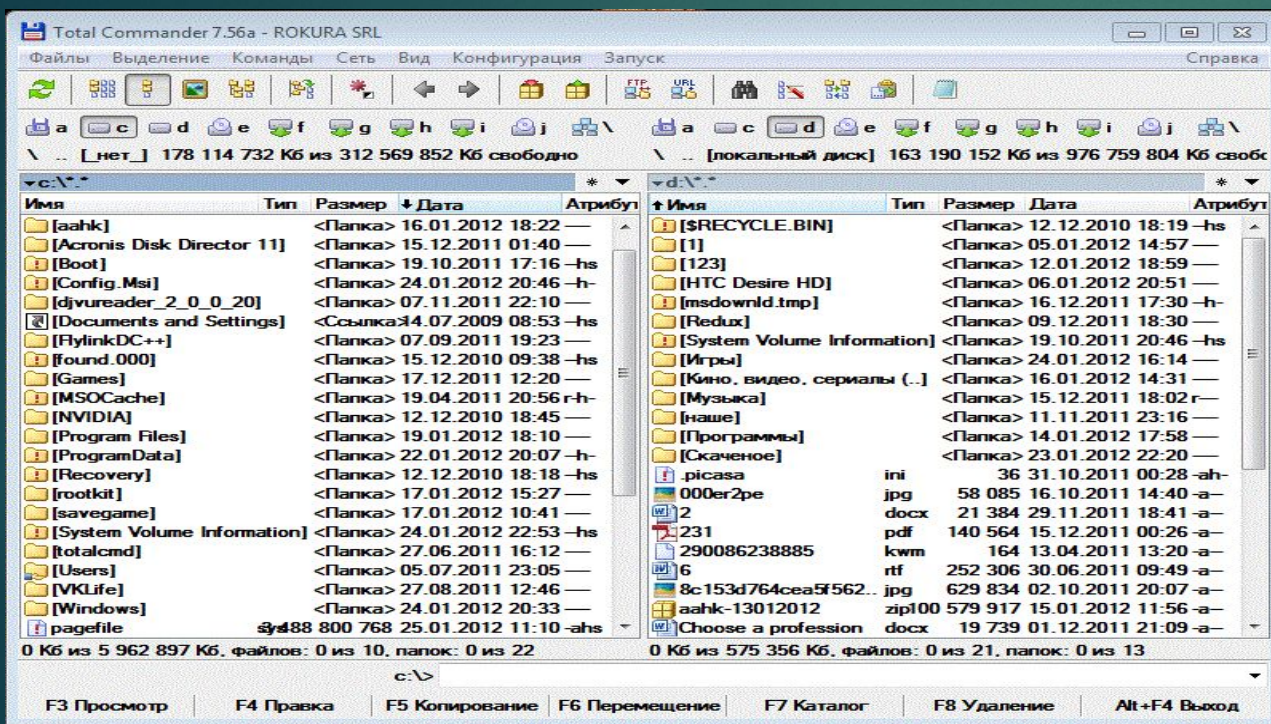 Total Commander 7.56a - ROKURA SRL
Файлы Выделение Команды Сеть Вид Конфигурация Запуск Справка
FTP URL
a c d e f g h i j \
a c d e f g h i j \
\ .. [_нет_] 178 114 732 Кб из 312 569 852 Кб свободно
\ .. [локальный диск] 163 190 152 Кб из 976 759 804 Кб свобо
c:\*.* * 
Имя Тип Размер Дата Атрибут
[aahk] <Папка> 16.01.2012 18:22 ----
[Acronis Disk Director 11] <Папка> 15.12.2011 01:40 ----
[Boot] <Папка> 19.10.2011 17:16 --hs
[Config.Msi] <Папка> 24.01.2012 20:46 --h-
[djvureader_2_0_0_20] <Папка> 07.11.2011 22:10 ----
[Documents and Settings] <Ссылка> 14.07.2009 08:53 --hs
[FlylinkDC++] <Папка> 07.09.2011 19:23 ----
[found.000] <Папка> 15.12.2010 09:38 --hs
[Games] <Папка> 17.12.2011 12:20 ----
[MSOCache] <Папка> 19.04.2011 20:56 r-h-
[NVIDIA] <Папка> 12.12.2010 18:45 ----
[Program Files] <Папка> 19.01.2012 18:10 ----
[ProgramData] <Папка> 22.01.2012 20:07 --h-
[Recovery] <Папка> 12.12.2010 18:18 --hs
[rootkit] <Папка> 17.01.2012 15:27 ----
[savegame] <Папка> 17.01.2012 10:41 ----
[System Volume Information] <Папка> 24.01.2012 22:53 --hs
[totalcmd] <Папка> 27.06.2011 16:12 ----
[Users] <Папка> 05.07.2011 23:05 ----
[VKLife] <Папка> 27.08.2011 12:46 ----
[Windows] <Папка> 24.01.2012 20:33 ----
pagefile 488 800 768 25.01.2012 11:10 -ahs
0 Кб из 5 962 897 Кб, файлов: 0 из 10, папок: 0 из 22
d:\*.* *
Имя Тип Размер Дата Атрибут
[$RECYCLE.BIN] <Папка> 12.12.2010 18:19 --hs
[1] <Папка> 05.01.2012 14:57 ----
[123] <Папка> 12.01.2012 18:59 ----
[HTC Desire HD] <Папка> 06.01.2012 20:51 ----
[msdownld.tmp] <Папка> 16.12.2011 17:30 --h-
[Redux] <Папка> 09.12.2011 18:30 ----
[System Volume Information] <Папка> 19.10.2011 20:46 --hs
[Игры] <Папка> 24.01.2012 16:14 ----
[Кино, видео, сериалы (..] <Папка> 16.01.2012 14:31 ----
[Музыка] <Папка> 15.12.2011 18:02 r---
[наше] <Папка> 11.11.2011 23:16 ----
[Программы] <Папка> 14.01.2012 17:58 ----
[Скаченое] <Папка> 23.01.2012 22:20 ----
.picasa ini 36 31.10.2011 00:28 -ah-
000er2pe jpg 58 085 16.10.2011 14:40 -a--
2 docx 21 384 29.11.2011 18:41 -a--
231 pdf 140 564 15.12.2011 00:26 -a--
290086238885 kwm 164 13.04.2011 13:20 -a--
6 rtf 252 306 30.06.2011 09:49 -a--
8c153d764cea5f562.. jpg 629 834 02.10.2011 20:07 -a--
aahk-13012012 zip 100 579 917 15.01.2012 11:56 -a--
Choose a profession docx 19 739 01.12.2011 21:09 -a--
0 Кб из 575 356 Кб, файлов: 0 из 21, папок: 0 из 13
c:\>
F3 Просмотр F4 Правка F5 Копирование F6 Перемещение F7 Каталог F8 Удаление Alt+F4 Выход